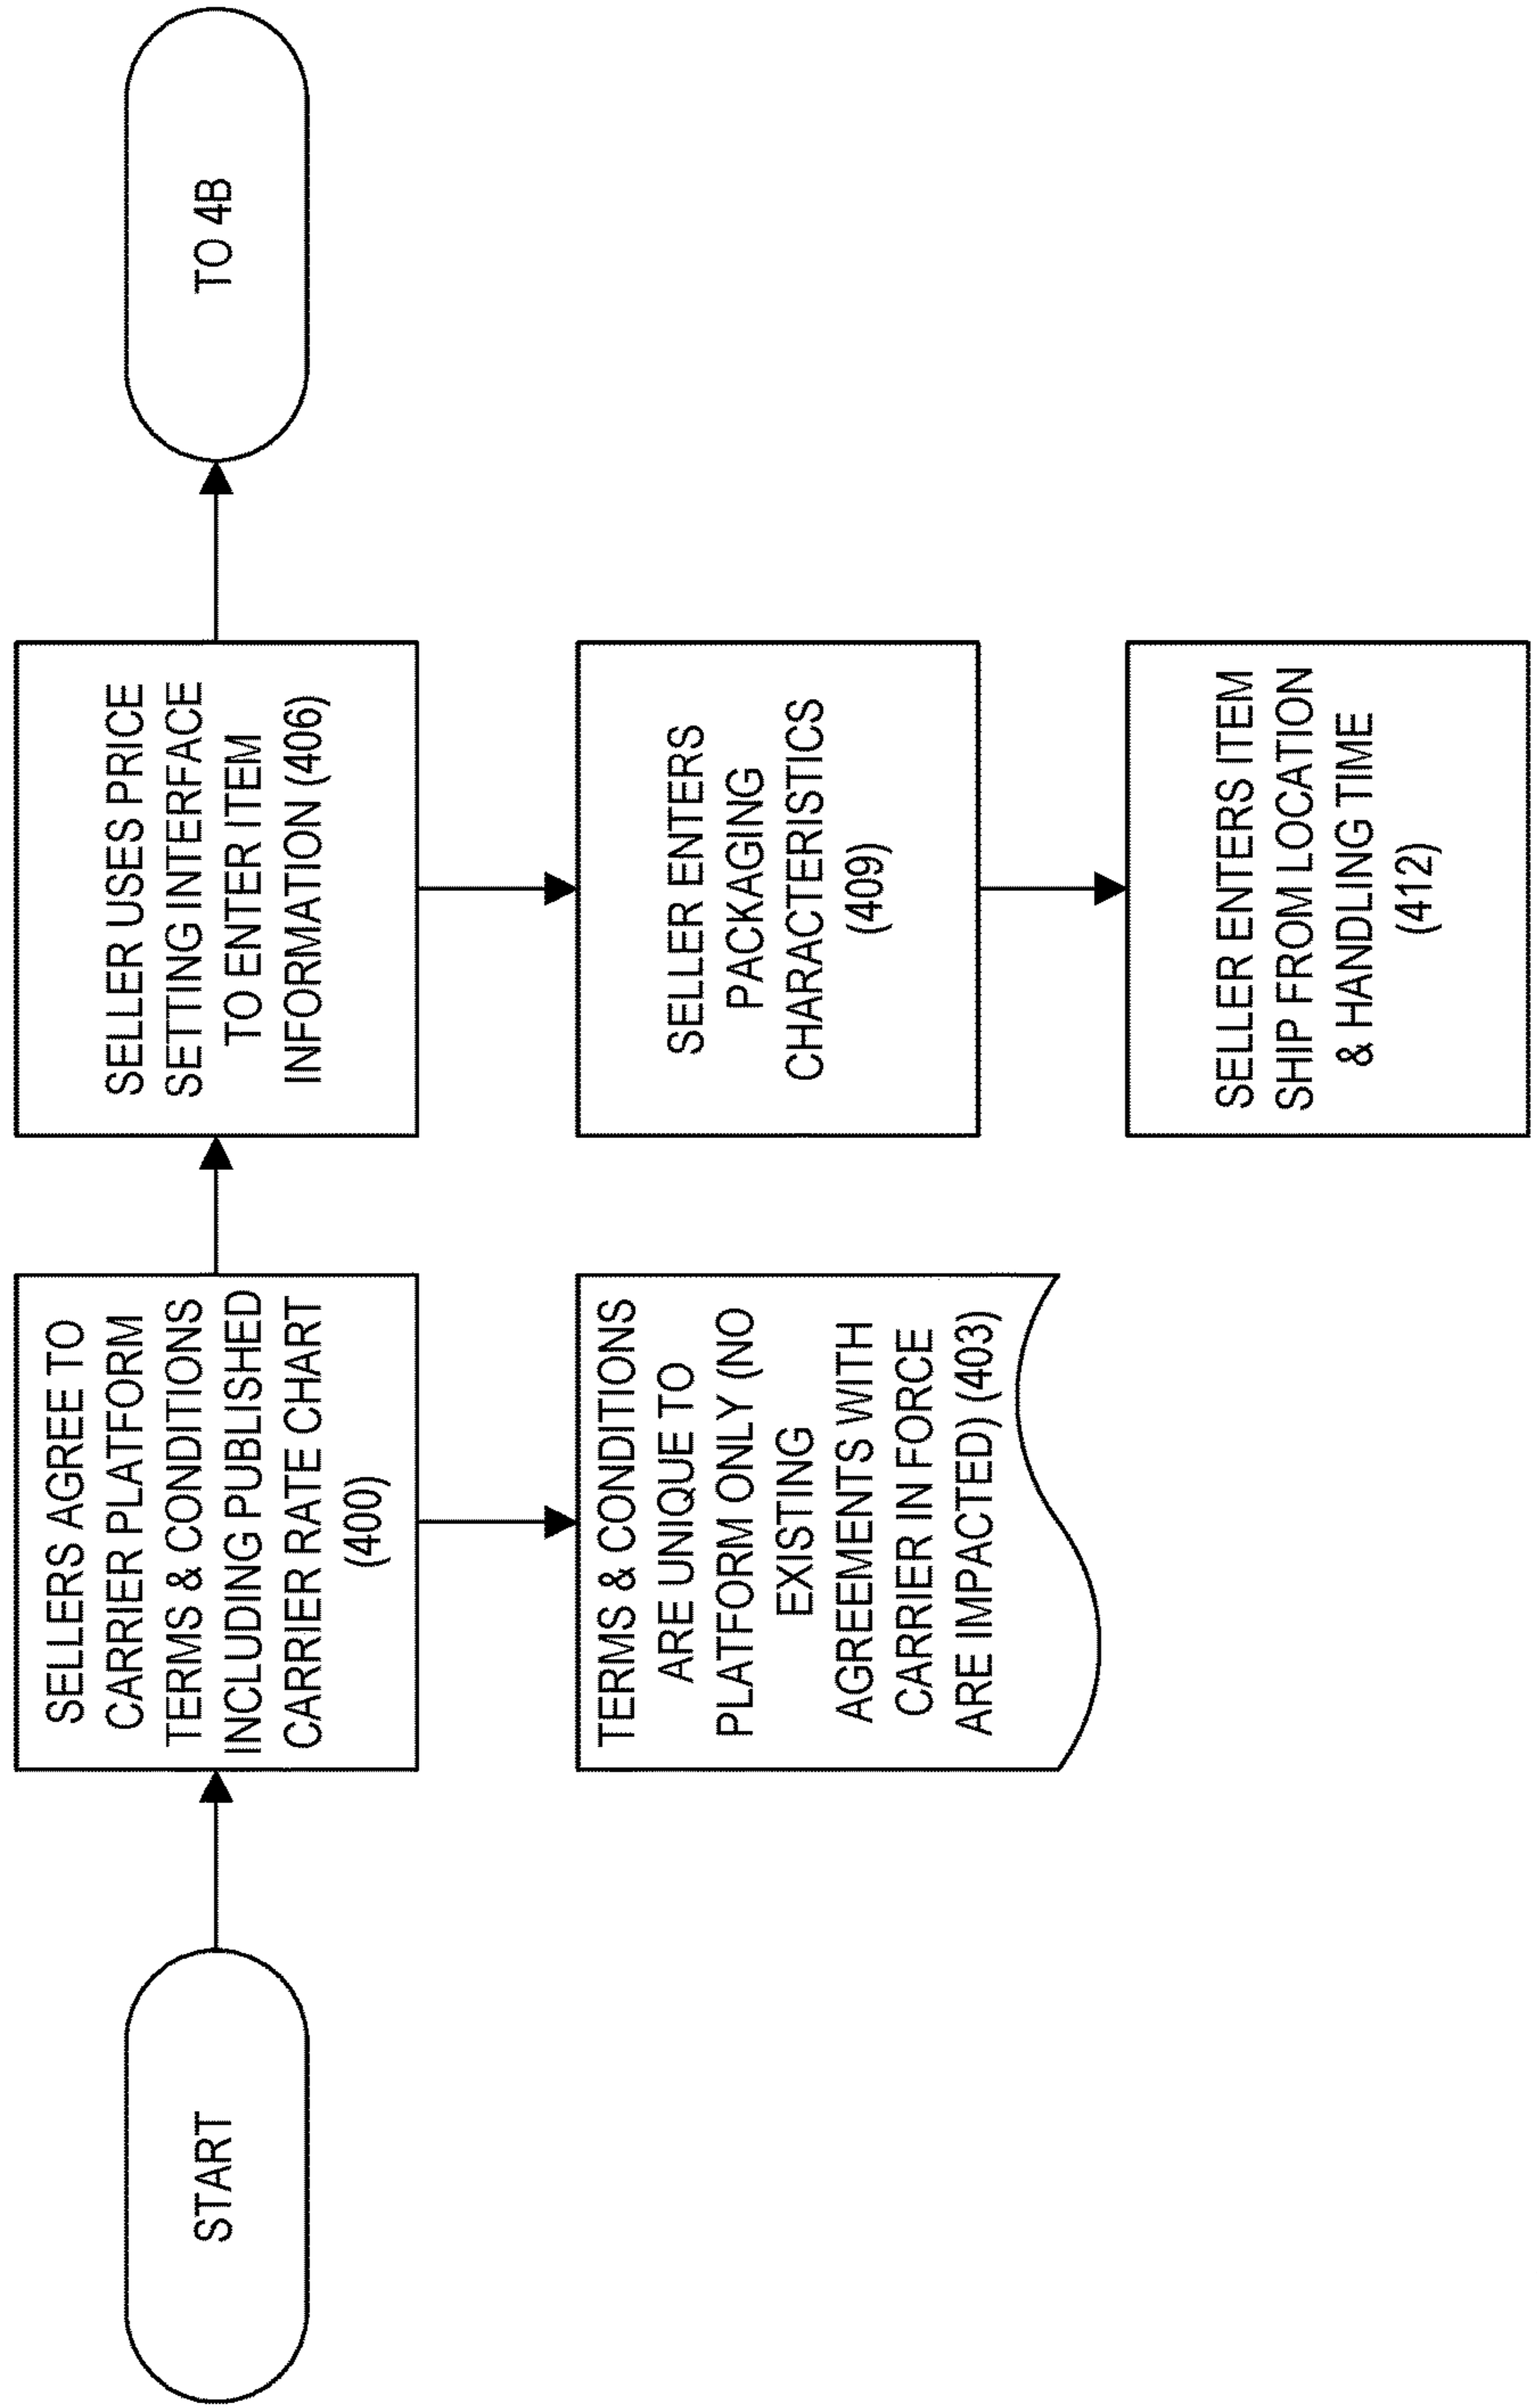 START
SELLERS AGREE TO
CARRIER PLATFORM
TERMS & CONDITIONS
INCLUDING PUBLISHED
CARRIER RATE CHART
(400)
TERMS & CONDITIONS
ARE UNIQUE TO
PLATFORM ONLY (NO
EXISTING
AGREEMENTS WITH
CARRIER IN FORCE
ARE IMPACTED) (403)
SELLER USES PRICE
SETTING INTERFACE
TO ENTER ITEM
INFORMATION (406)
SELLER ENTERS
PACKAGING
CHARACTERISTICS
(409)
SELLER ENTERS ITEM
SHIP FROM LOCATION
& HANDLING TIME
(412)
TO 4B